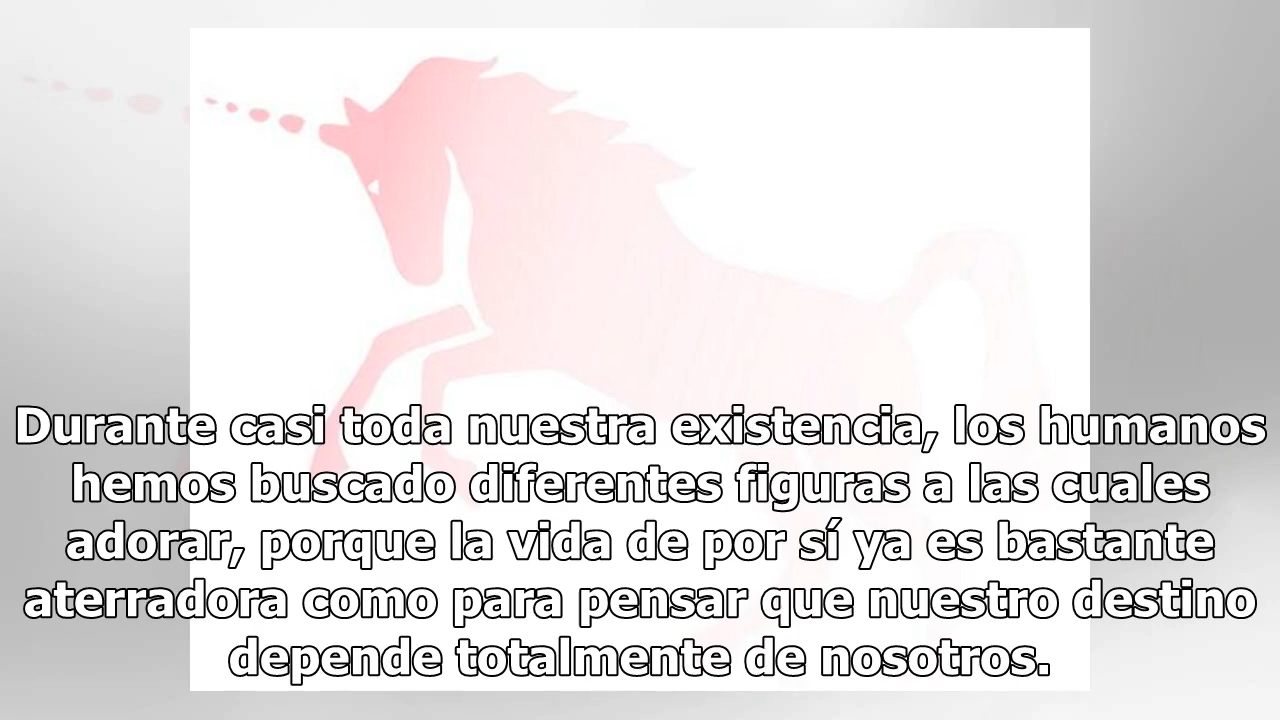 Durante casi toda nuestra existencia, los humanos
hemos buscado diferentes figuras a las cuales
adorar, porque la vida de por sí ya es bastante
aterradora como para pensar que nuestro destino
depende totalmente de nosotros.